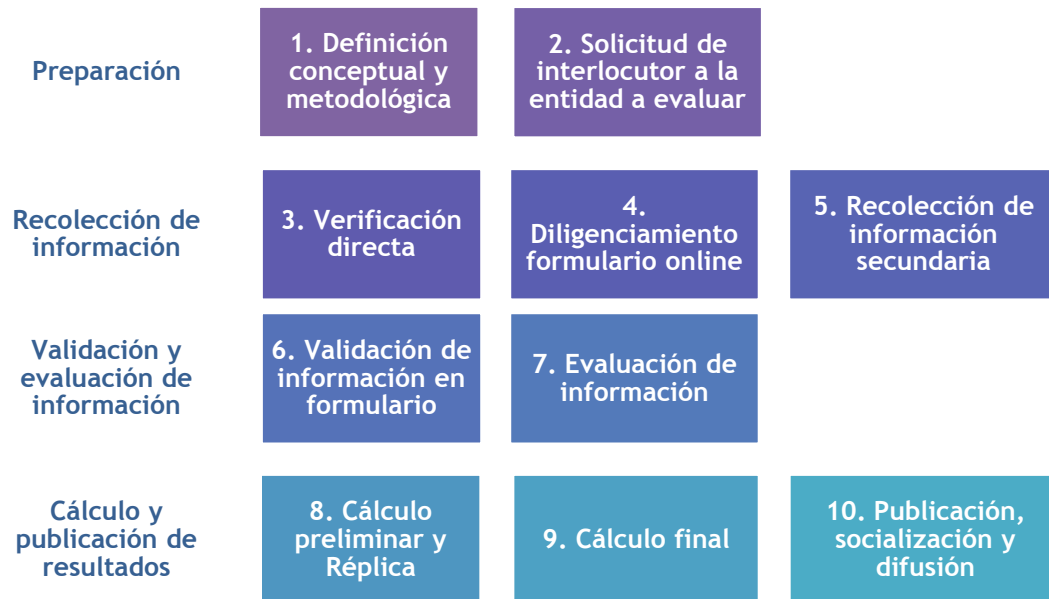 Preparación
1. Definición
conceptual y
metodológica
2. Solicitud de
interlocutor a la
entidad a evaluar
Recolección de
información
3. Verificación
directa
4.
Diligenciamiento
formulario online
5. Recolección de
información
secundaria
Validación y
evaluación de
información
6. Validación de
información en
formulario
7. Evaluación de
información
Cálculo y
publicación de
resultados
8. Cálculo
preliminar y
Réplica
9. Cálculo final
10. Publicación,
socialización y
difusión